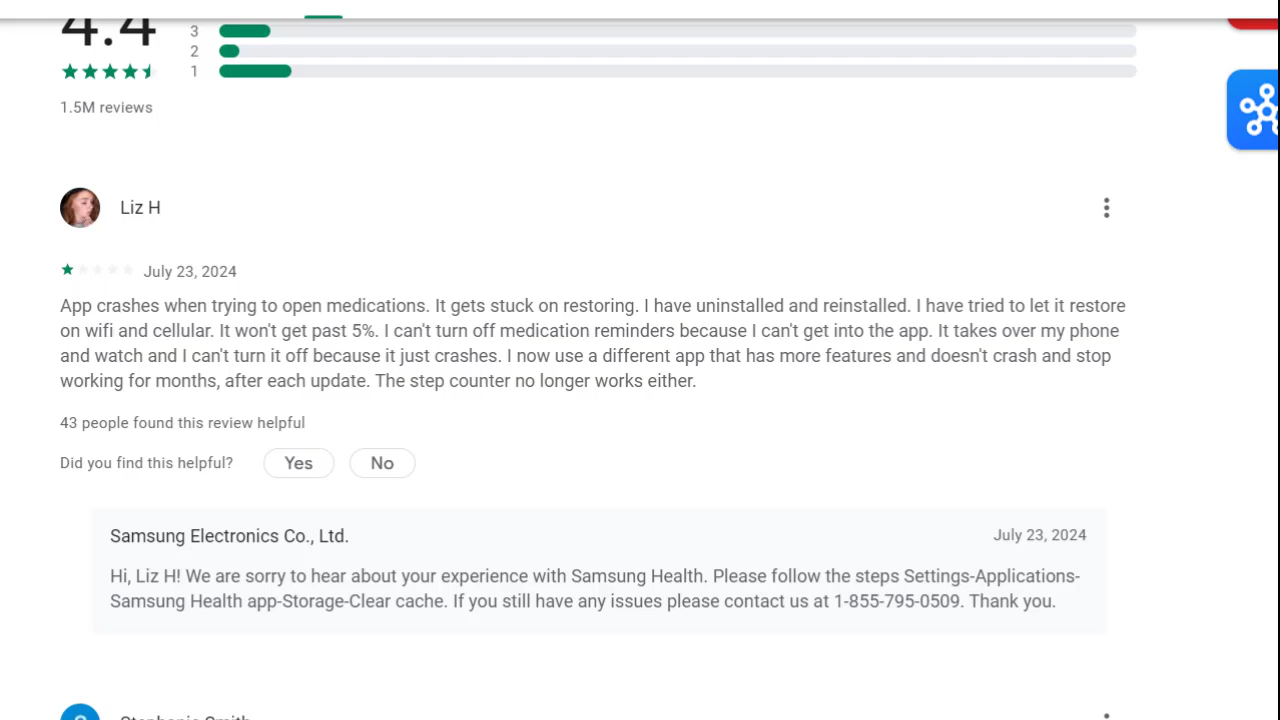 4.4
3
2
1
1.5M reviews
Liz H
July 23, 2024
App crashes when trying to open medications. It gets stuck on restoring. I have uninstalled and reinstalled. I have tried to let it restore
on wifi and cellular. It won't get past 5%. I can't turn off medication reminders because I can't get into the app. It takes over my phone
and watch and I can't turn it off because it just crashes. I now use a different app that has more features and doesn't crash and stop
working for months, after each update. The step counter no longer works either.
43 people found this review helpful
Did you find this helpful? Yes No
Samsung Electronics Co., Ltd. July 23, 2024
Hi, Liz H! We are sorry to hear about your experience with Samsung Health. Please follow the steps Settings-Applications-
Samsung Health app-Storage-Clear cache. If you still have any issues please contact us at 1-855-795-0509. Thank you.
Stephanie Smith